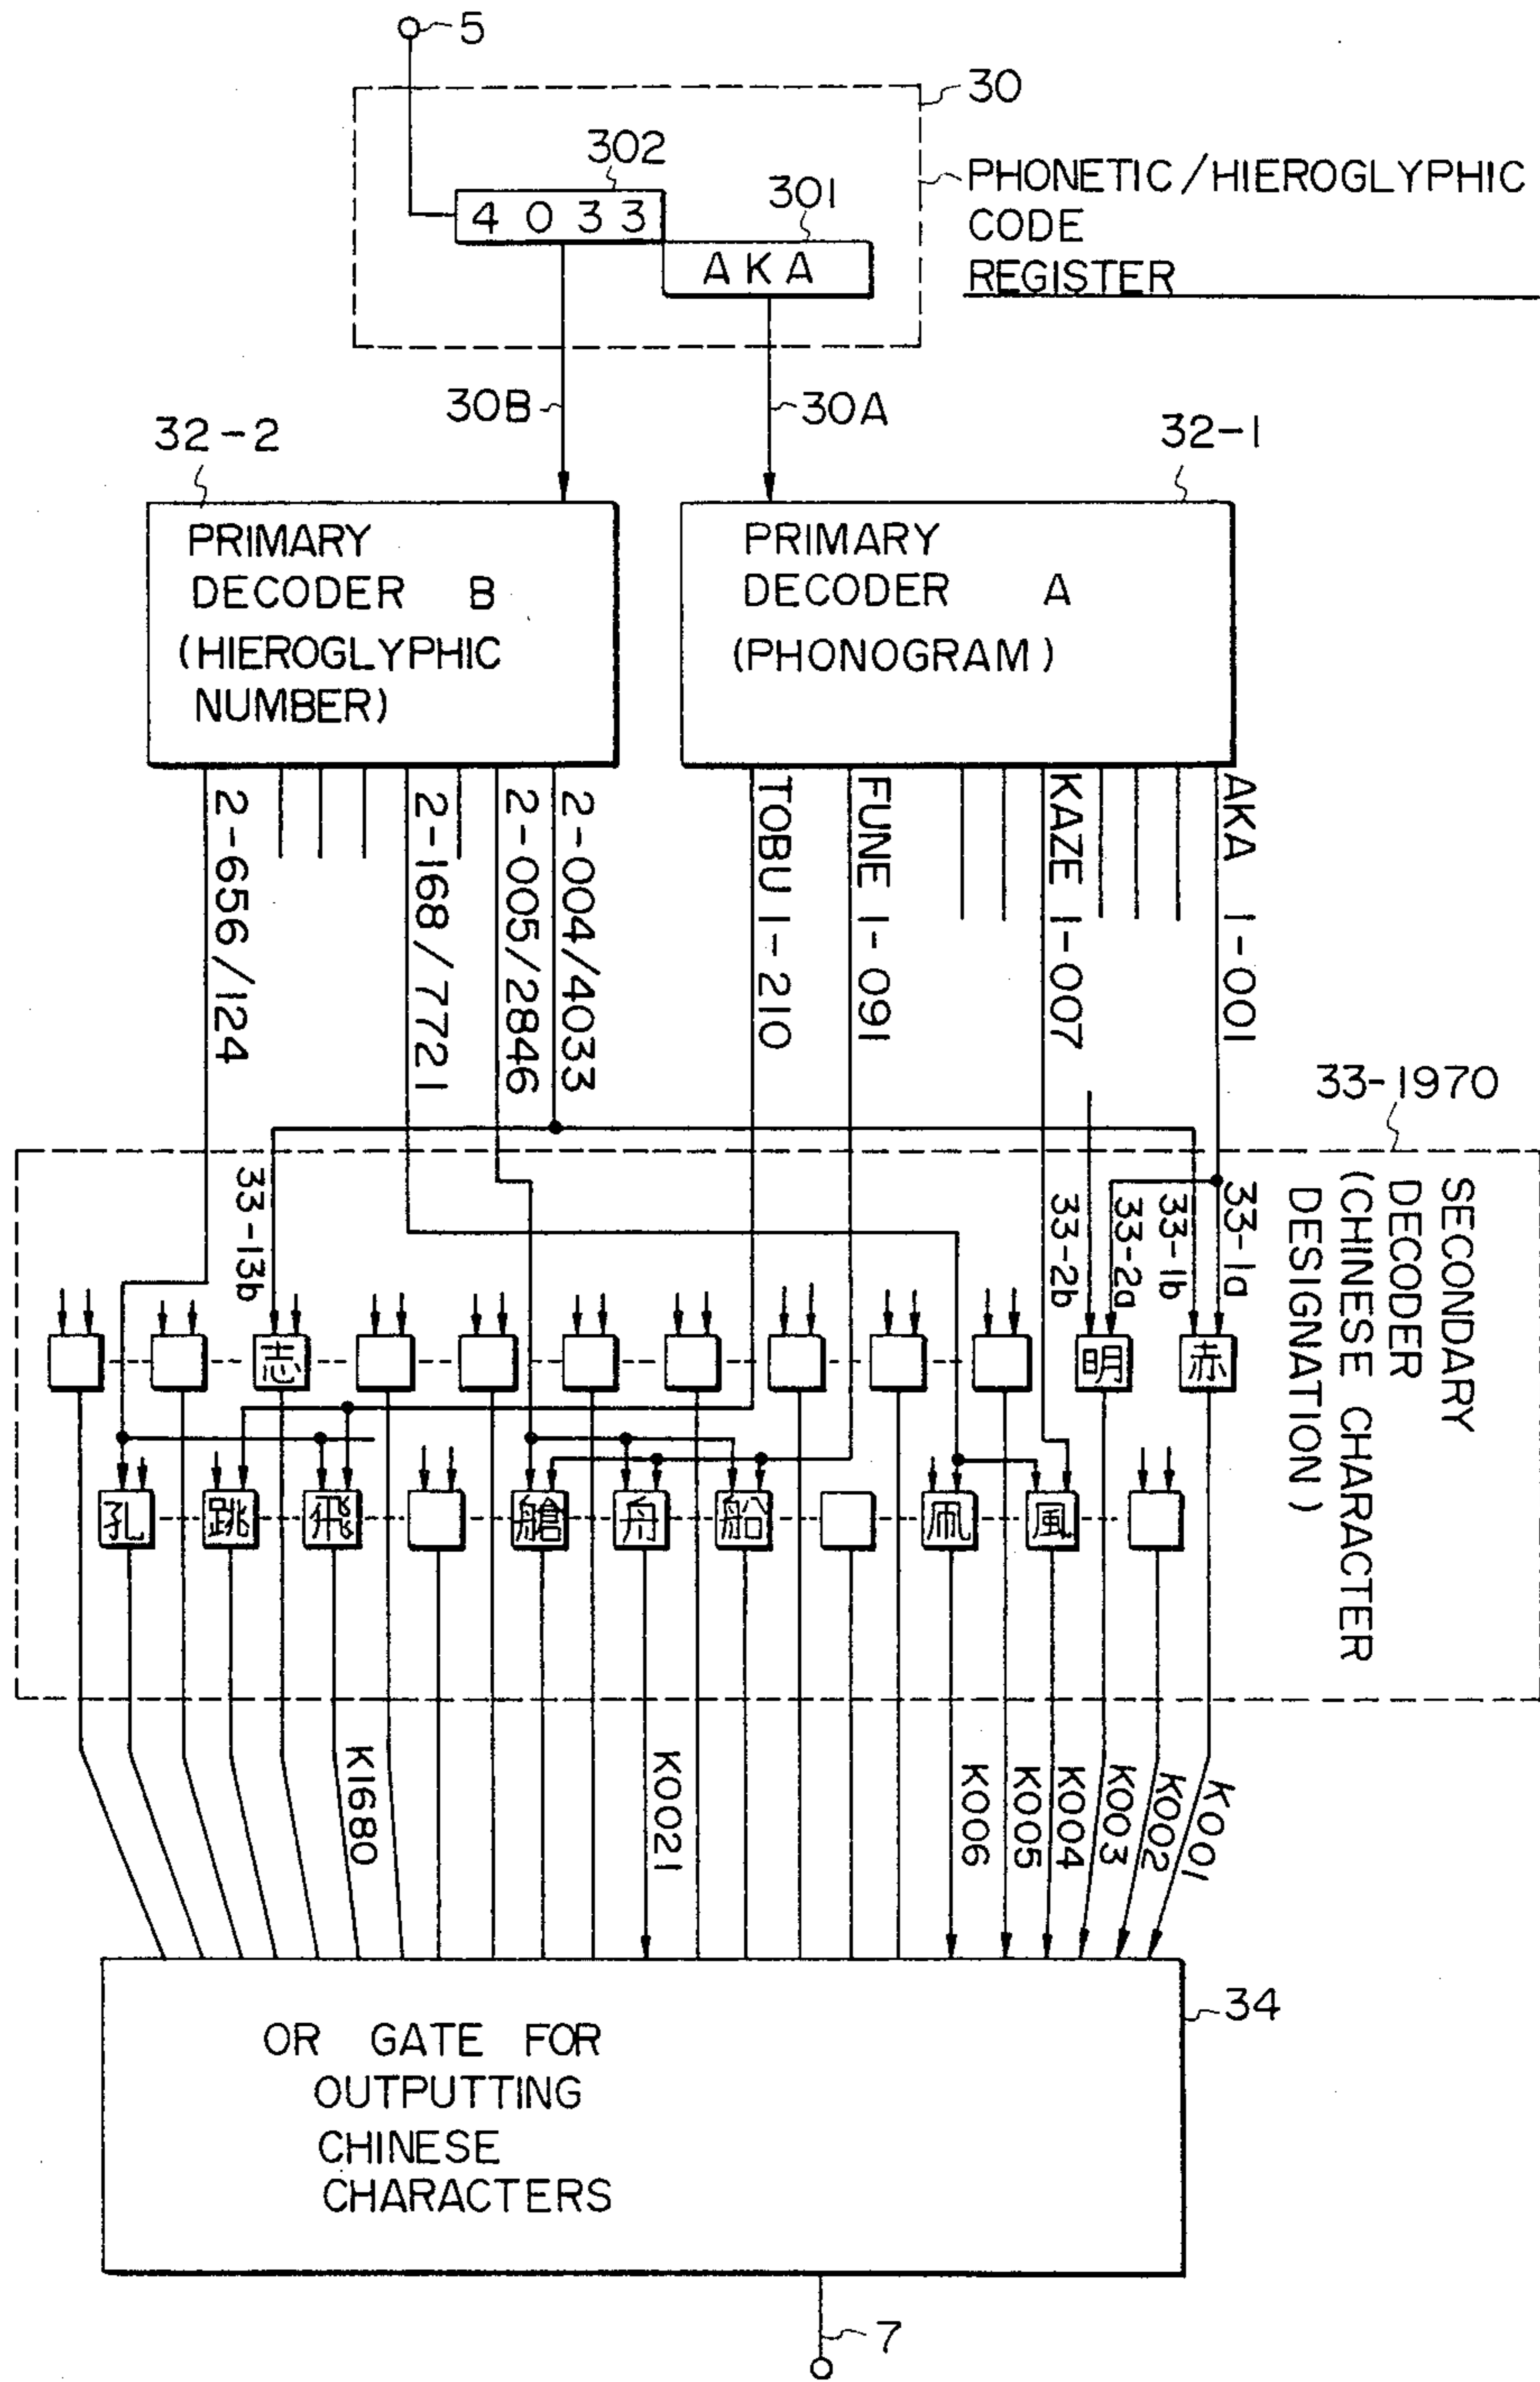 5
30
302
PHONETIC/HIEROGLYPHIC
CODE
REGISTER
4 0 3 3
301
AKA
30B
30A
32-2
32-1
PRIMARY
DECODER B
(HIEROGLYPHIC
NUMBER)
PRIMARY
DECODER A
(PHONOGRAM)
2-656/124
2-168/7721
2-005/2846
2-004/4033
TOBU 1-210
FUNE 1-091
KAZE 1-007
AKA 1-001
33-1970
SECONDARY
DECODER
(CHINESE CHARACTER
DESIGNATION)
33-13b
33-2b
33-2a
33-1b
33-1a
志
明
赤
孔
跳
飛
艙
舟
船
凧
風
K1680
K0021
K006
K005
K004
K003
K002
K001
34
OR GATE FOR
OUTPUTTING
CHINESE
CHARACTERS
7